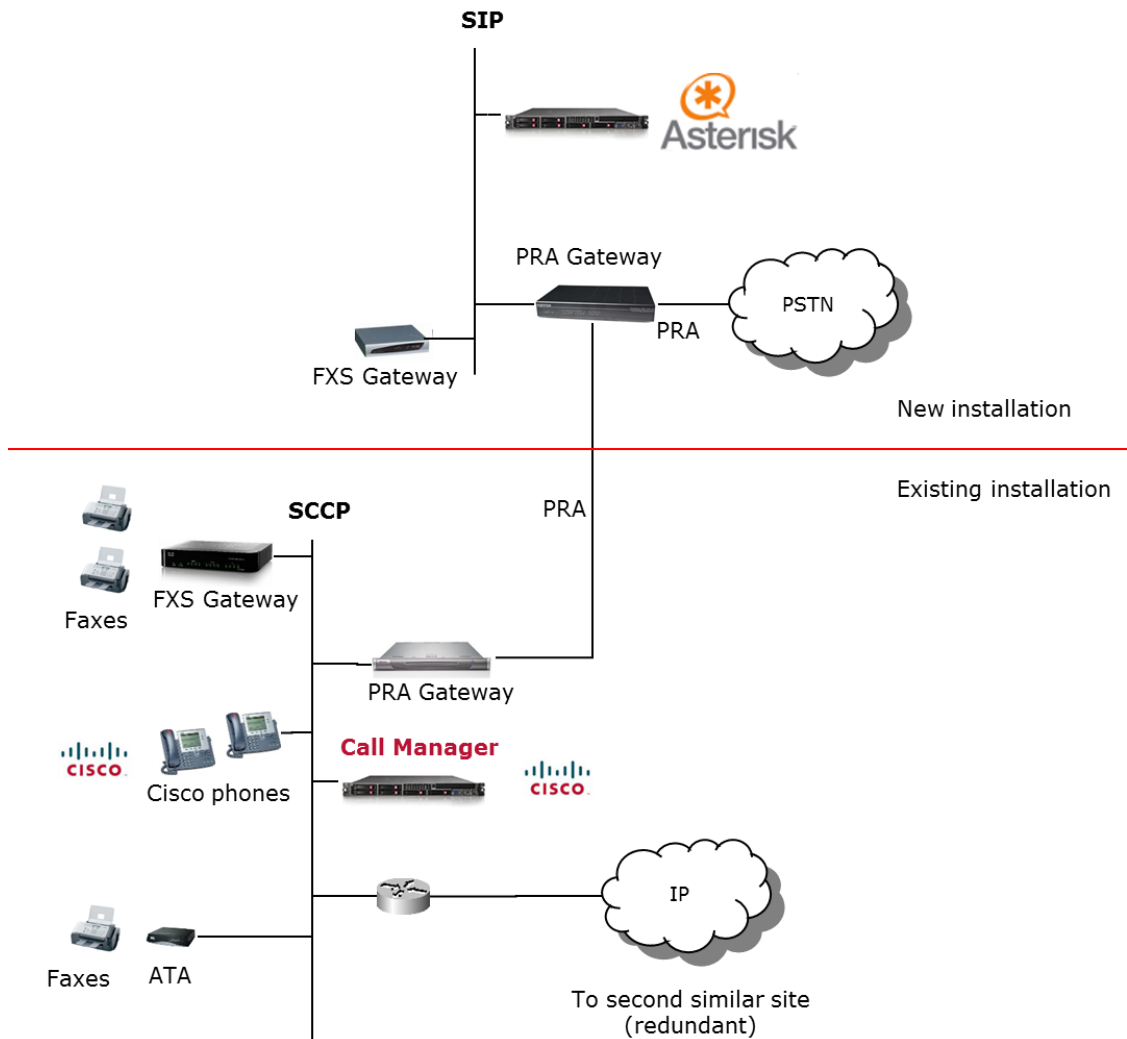 SIP
Asterisk
PRA Gateway
PSTN
PRA
FXS Gateway
New installation
Existing installation
PRA
SCCP
FXS Gateway
Faxes
PRA Gateway
Call Manager
CISCO.
Cisco phones
CISCO.
IP
Faxes
ATA
To second similar site
(redundant)